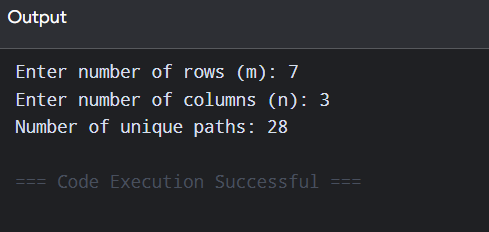 Output
Enter number of rows (m): 7
Enter number of columns (n): 3
Number of unique paths: 28
=== Code Execution Successful ===